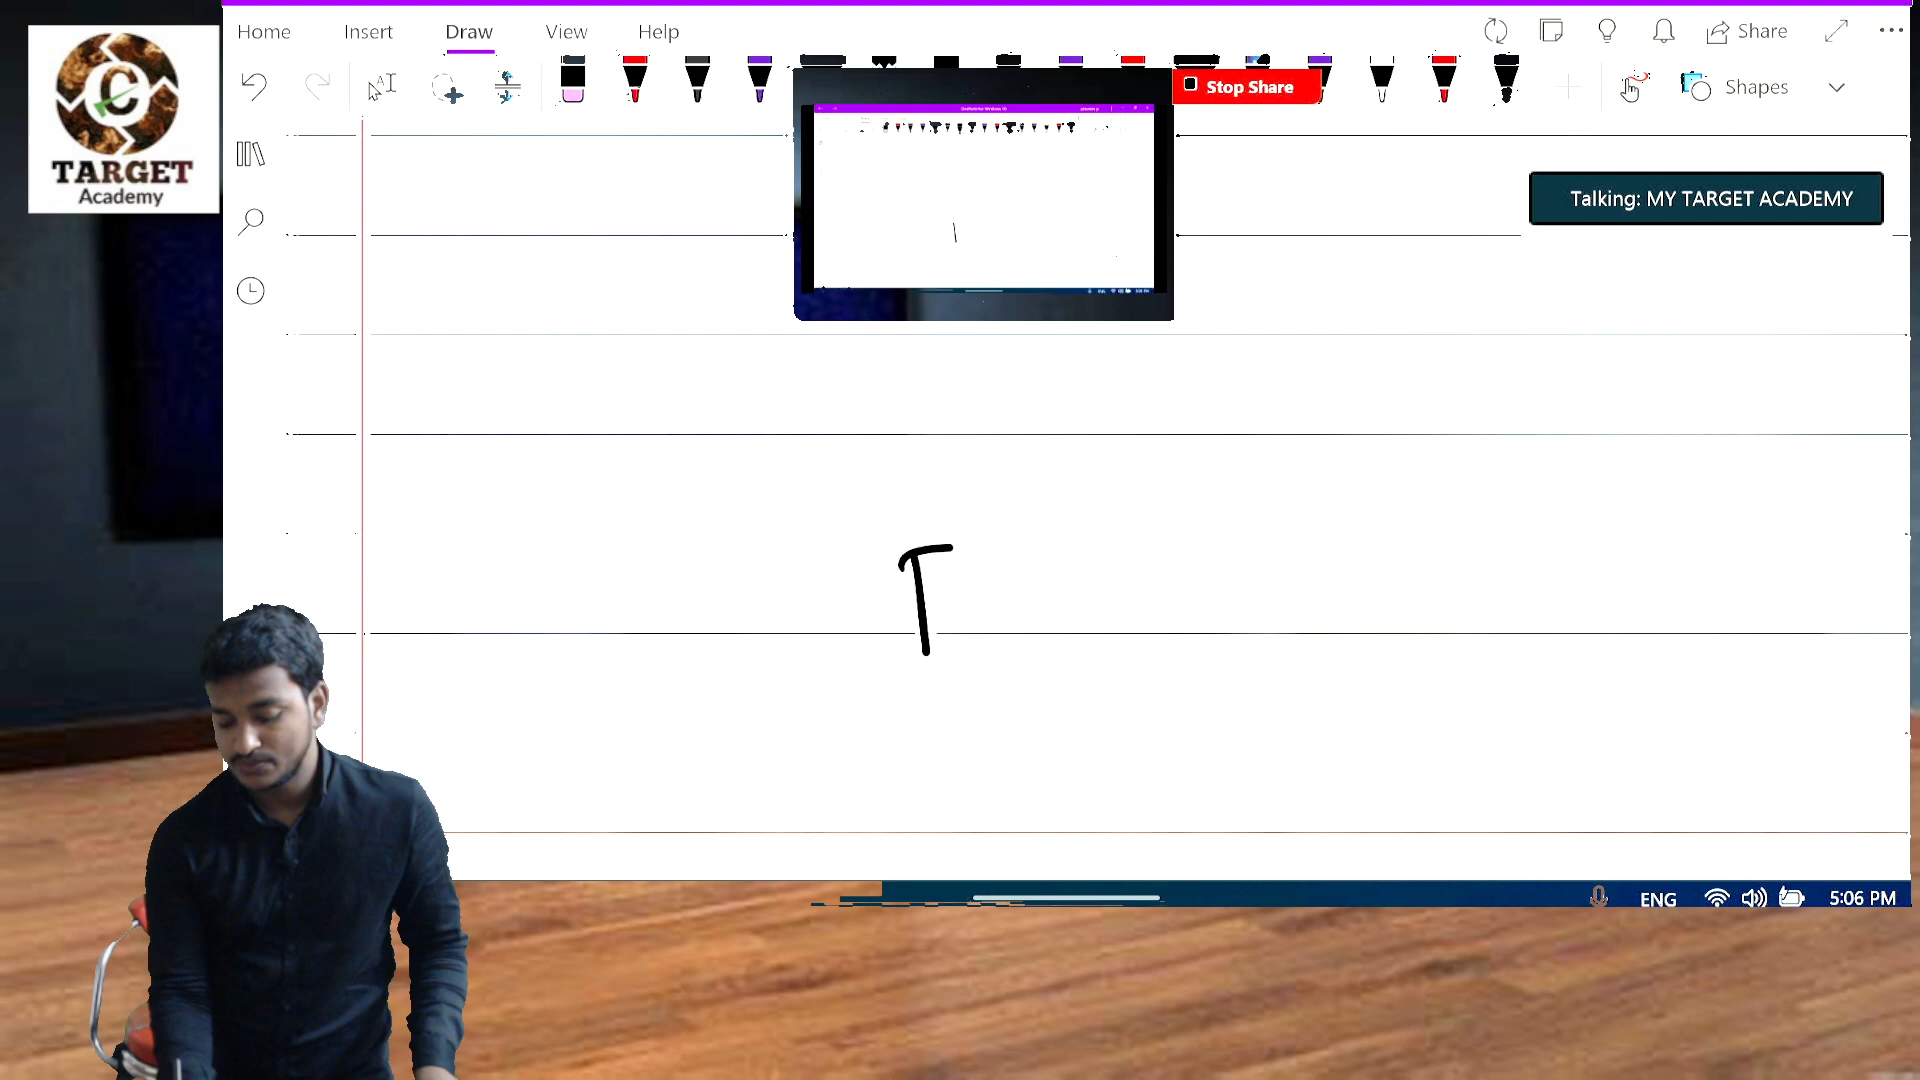 Home Insert Draw View Help Share
Stop Share Shapes
C
TARGET
Academy
Talking: MY TARGET ACADEMY
T
ENG 5:06 PM